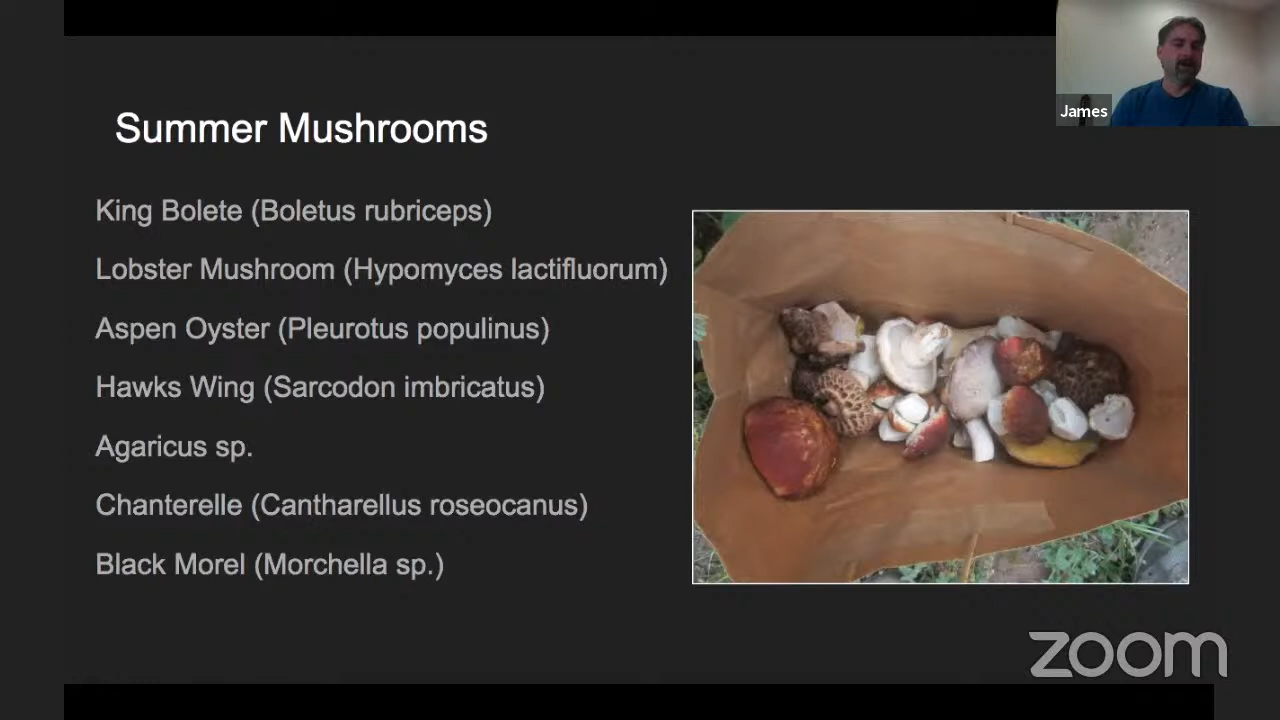 James
Summer Mushrooms
King Bolete (Boletus rubriceps)
Lobster Mushroom (Hypomyces lactifluorum)
Aspen Oyster (Pleurotus populinus)
Hawks Wing (Sarcodon imbricatus)
Agaricus sp.
Chanterelle (Cantharellus roseocanus)
Black Morel (Morchella sp.)
zoom